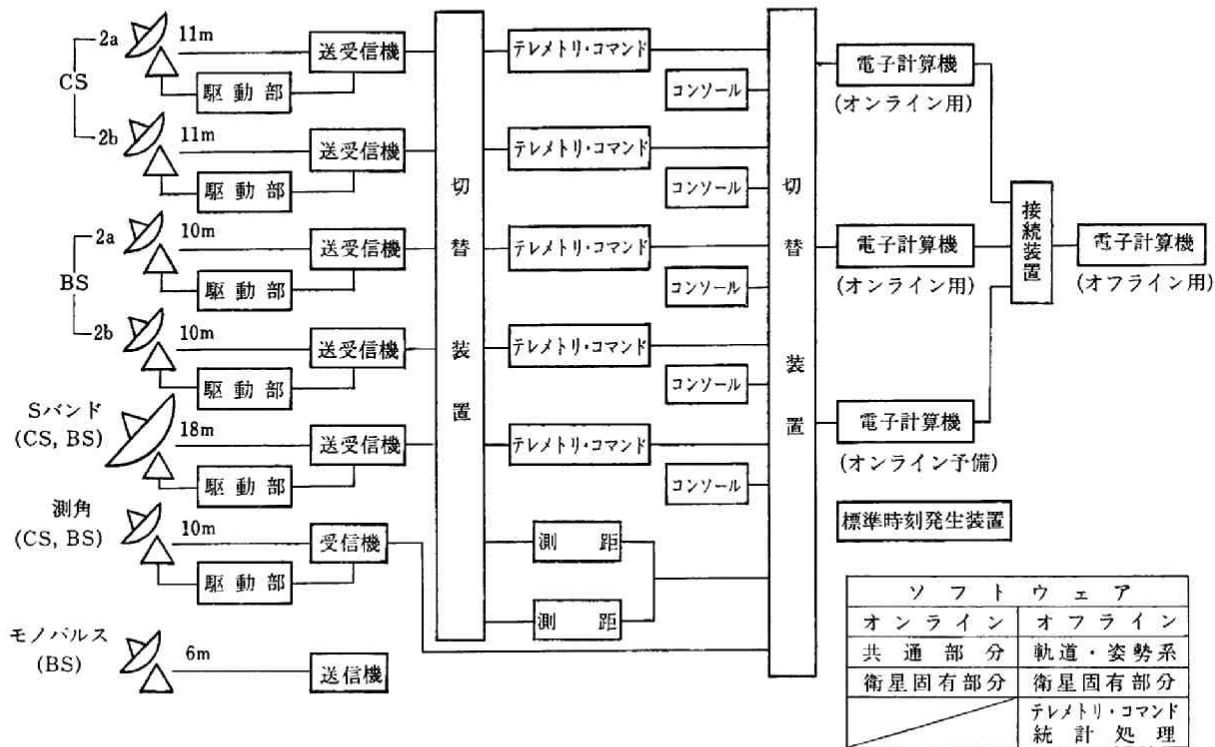 CS
2a
11m
送受信機
駆動部
2b
11m
送受信機
駆動部
BS
2a
10m
送受信機
駆動部
2b
10m
送受信機
駆動部
Sバンド
(CS, BS)
18m
送受信機
駆動部
測角
(CS, BS)
10m
受信機
駆動部
モノパルス
(BS)
6m
送信機
切替装置
テレメトリ・コマンド
コンソール
テレメトリ・コマンド
コンソール
テレメトリ・コマンド
コンソール
テレメトリ・コマンド
コンソール
テレメトリ・コマンド
コンソール
測距
測距
切替装置
電子計算機
(オンライン用)
電子計算機
(オンライン用)
電子計算機
(オンライン予備)
接続装置
電子計算機
(オフライン用)
標準時刻発生装置
ソフトウェア
オンライン
オフライン
共通部分
軌道・姿勢系
衛星固有部分
衛星固有部分
テレメトリ・コマンド
統計処理